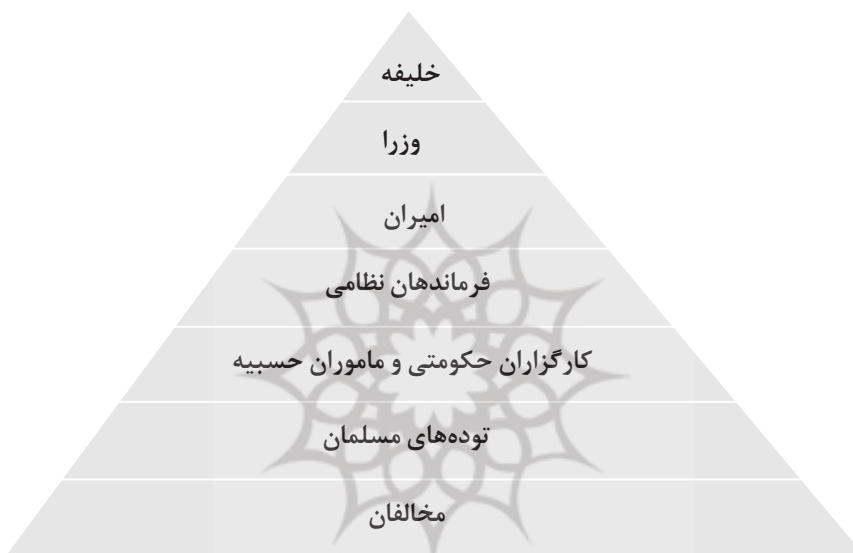 خلیفه
وزرا
امیران
فرماندهان نظامی
کارگزاران حکومتی و ماموران حسبیه
توده‌های مسلمان
مخالفان